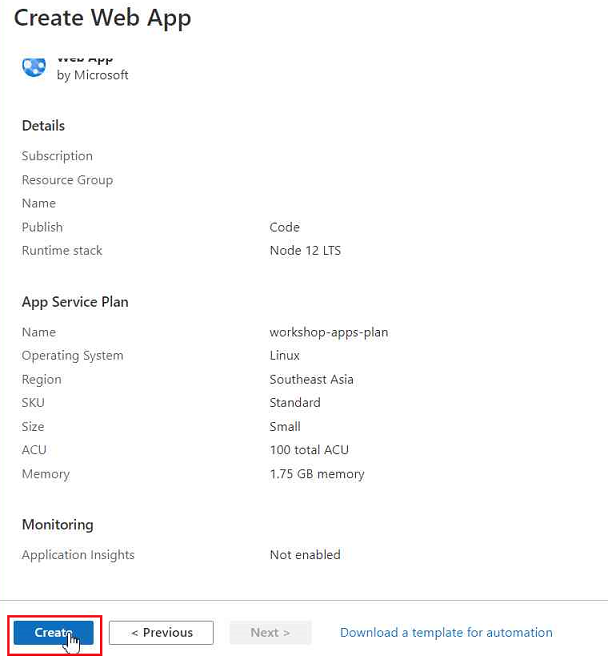 Create Web App
Web App
by Microsoft
Details
Subscription
Resource Group
Name
Publish Code
Runtime stack Node 12 LTS
App Service Plan
Name workshop-apps-plan
Operating System Linux
Region Southeast Asia
SKU Standard
Size Small
ACU 100 total ACU
Memory 1.75 GB memory
Monitoring
Application Insights Not enabled
Create < Previous Next > Download a template for automation